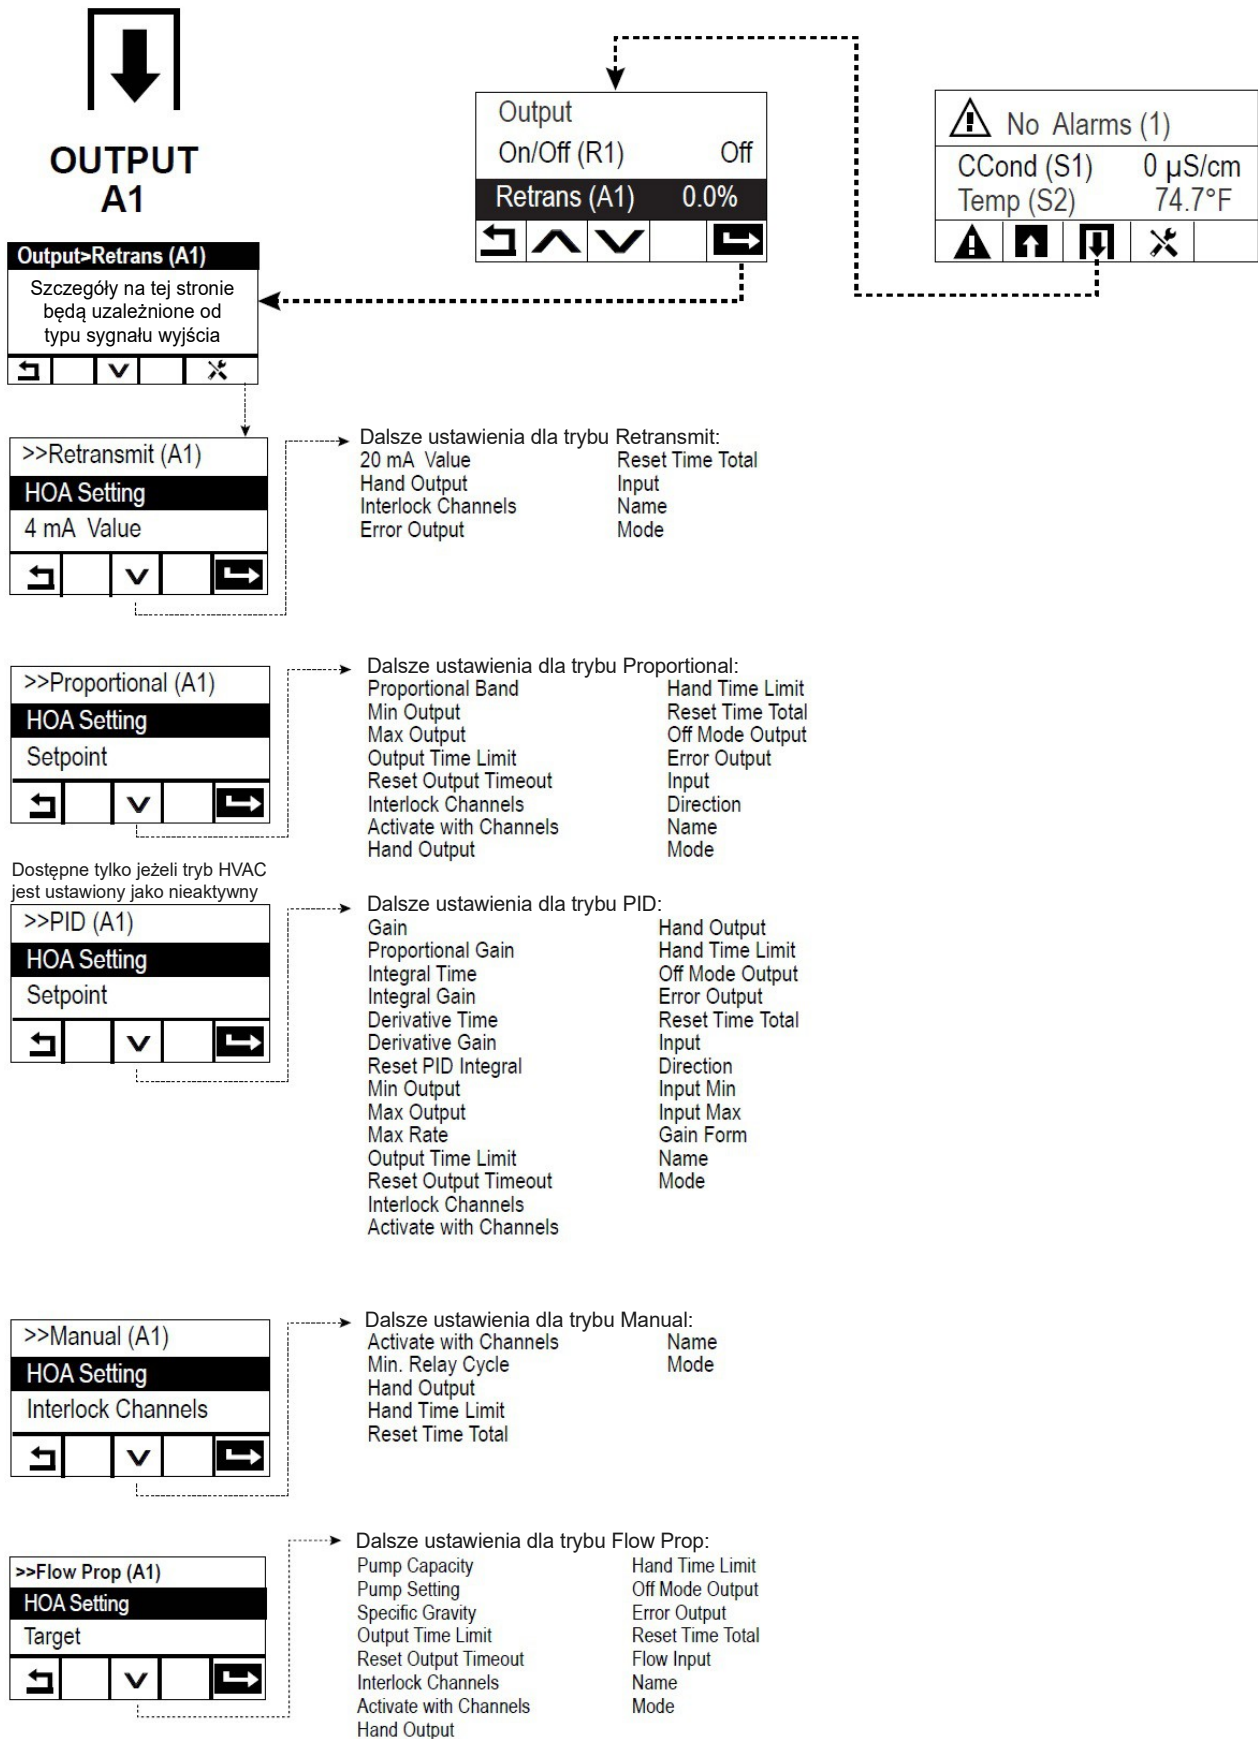 OUTPUT
A1
Output
On/Off (R1) Off
Retrans (A1) 0.0%
No Alarms (1)
CCond (S1) 0 µS/cm
Temp (S2) 74.7°F
Output>Retrans (A1)
Szczegóły na tej stronie
będą uzależnione od
typu sygnału wyjścia
>>Retransmit (A1)
HOA Setting
4 mA Value
Dalsze ustawienia dla trybu Retransmit:
20 mA Value Reset Time Total
Hand Output Input
Interlock Channels Name
Error Output Mode
>>Proportional (A1)
HOA Setting
Setpoint
Dalsze ustawienia dla trybu Proportional:
Proportional Band Hand Time Limit
Min Output Reset Time Total
Max Output Off Mode Output
Output Time Limit Error Output
Reset Output Timeout Input
Interlock Channels Direction
Activate with Channels Name
Hand Output Mode
Dostępne tylko jeżeli tryb HVAC
jest ustawiony jako nieaktywny
>>PID (A1)
HOA Setting
Setpoint
Dalsze ustawienia dla trybu PID:
Gain Hand Output
Proportional Gain Hand Time Limit
Integral Time Off Mode Output
Integral Gain Error Output
Derivative Time Reset Time Total
Derivative Gain Input
Reset PID Integral Direction
Min Output Input Min
Max Output Input Max
Max Rate Gain Form
Output Time Limit Name
Reset Output Timeout Mode
Interlock Channels
Activate with Channels
>>Manual (A1)
HOA Setting
Interlock Channels
Dalsze ustawienia dla trybu Manual:
Activate with Channels Name
Min. Relay Cycle Mode
Hand Output
Hand Time Limit
Reset Time Total
>>Flow Prop (A1)
HOA Setting
Target
Dalsze ustawienia dla trybu Flow Prop:
Pump Capacity Hand Time Limit
Pump Setting Off Mode Output
Specific Gravity Error Output
Output Time Limit Reset Time Total
Reset Output Timeout Flow Input
Interlock Channels Name
Activate with Channels Mode
Hand Output